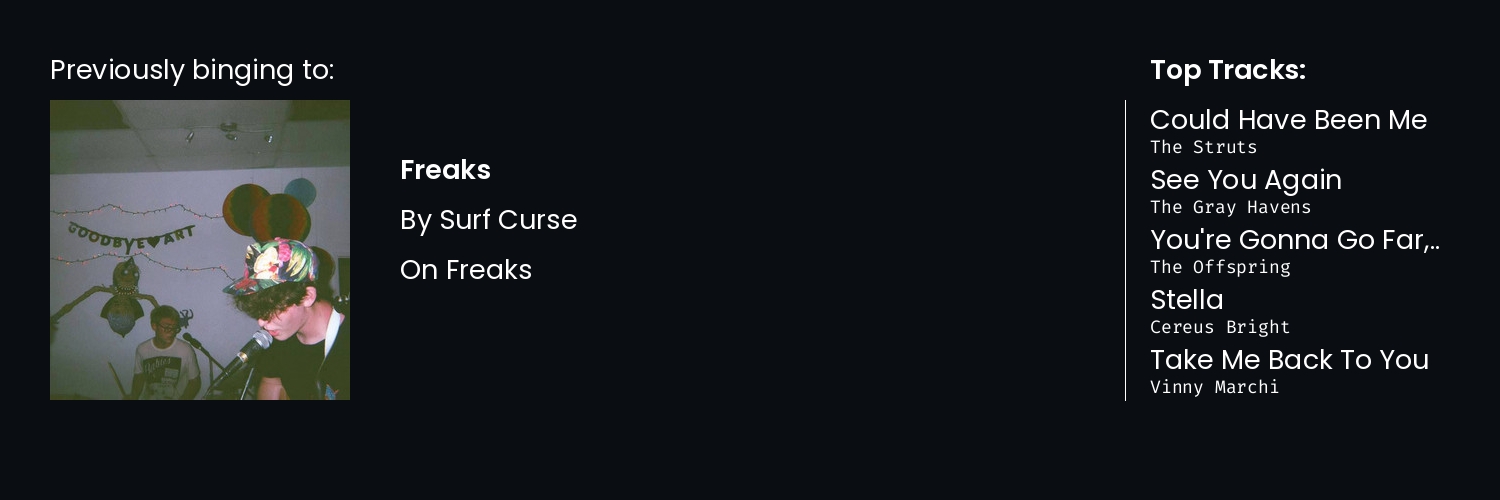 Previously binging to:
GOODBYE♥ART
Freaks
By Surf Curse
On Freaks
Top Tracks:
Could Have Been Me
The Struts
See You Again
The Gray Havens
You're Gonna Go Far,..
The Offspring
Stella
Cereus Bright
Take Me Back To You
Vinny Marchi